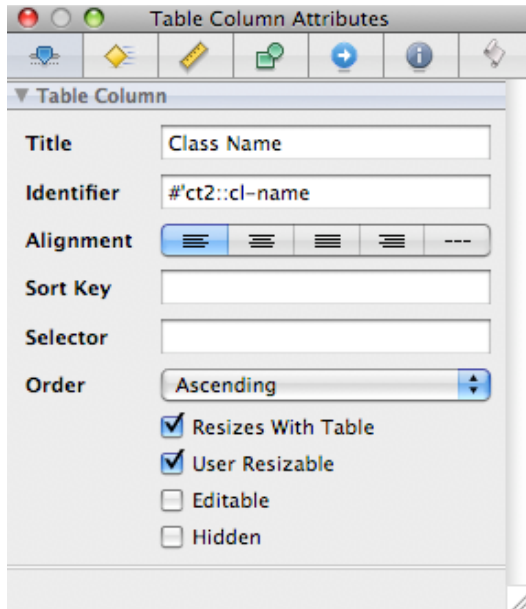 Table Column Attributes
Table Column
Title Class Name
Identifier #'ct2::cl-name
Alignment ---
Sort Key
Selector
Order Ascending
Resizes With Table
User Resizable
Editable
Hidden